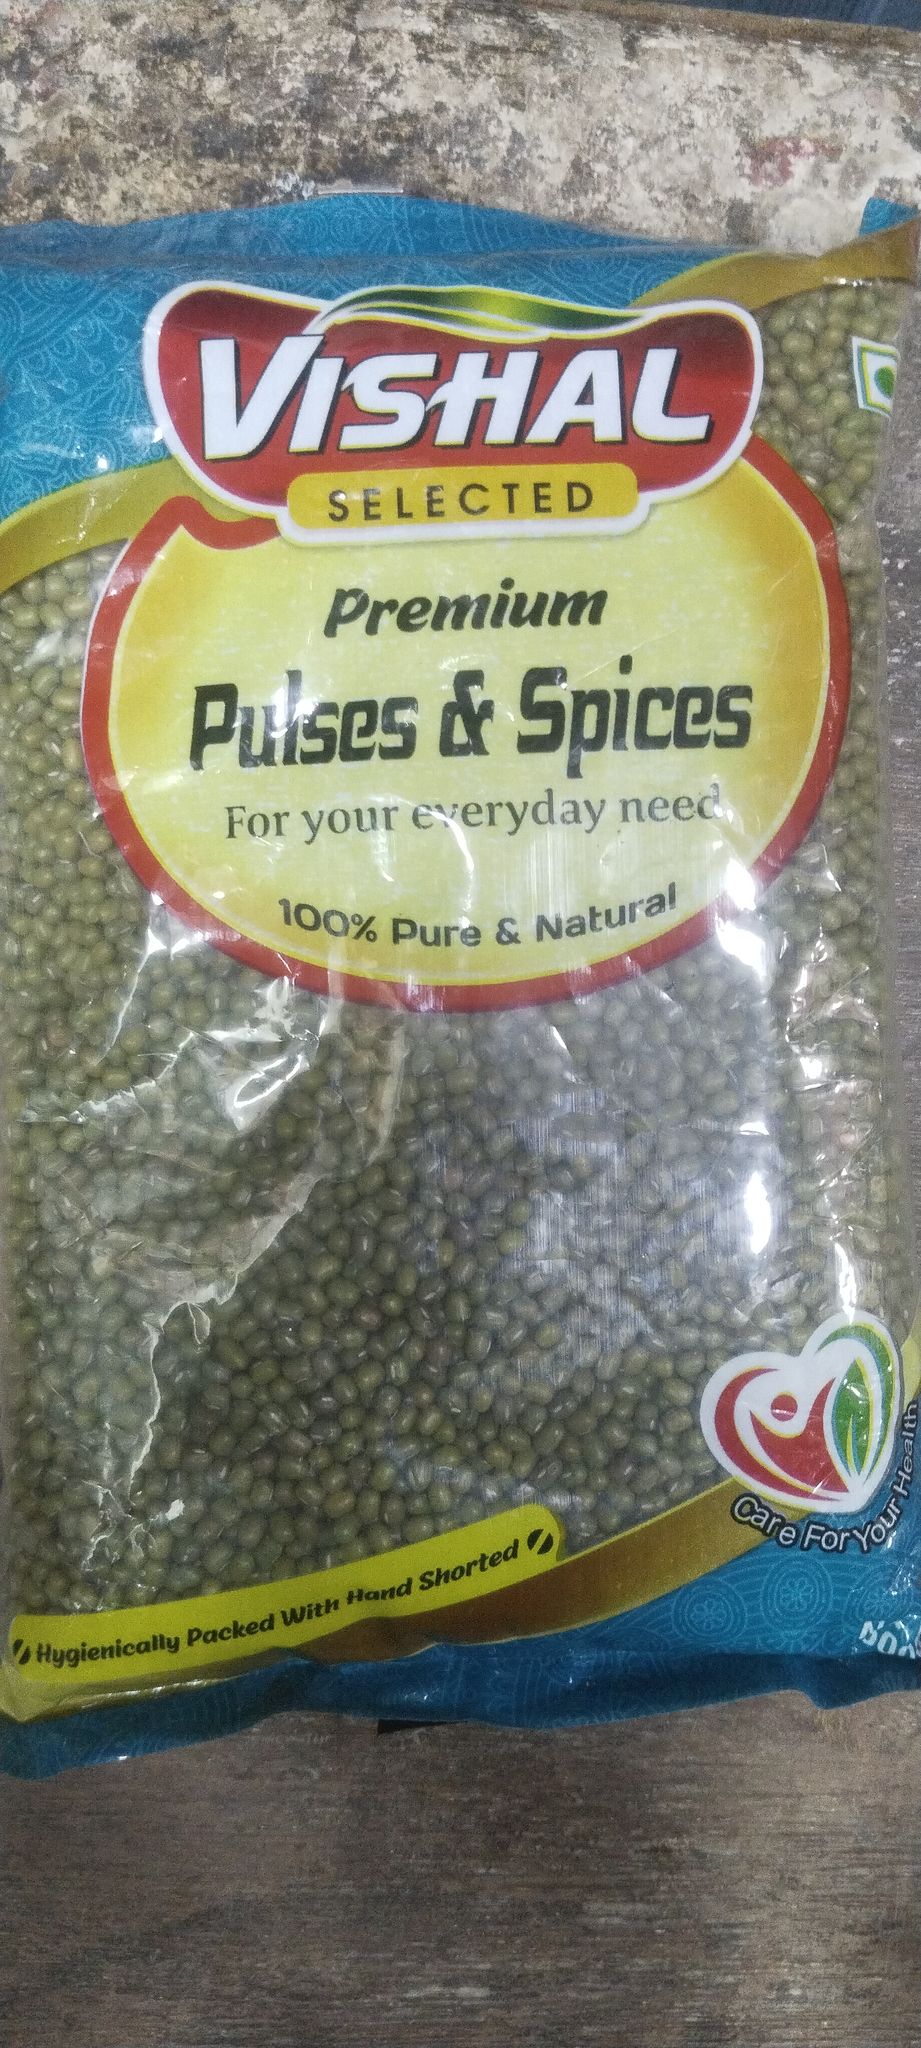 VISHAL
SELECTED
Premium
Pulses & Spices
For your everyday need
100% Pure & Natural
Care For Your Health
Hygienically Packed With Hand Shorted